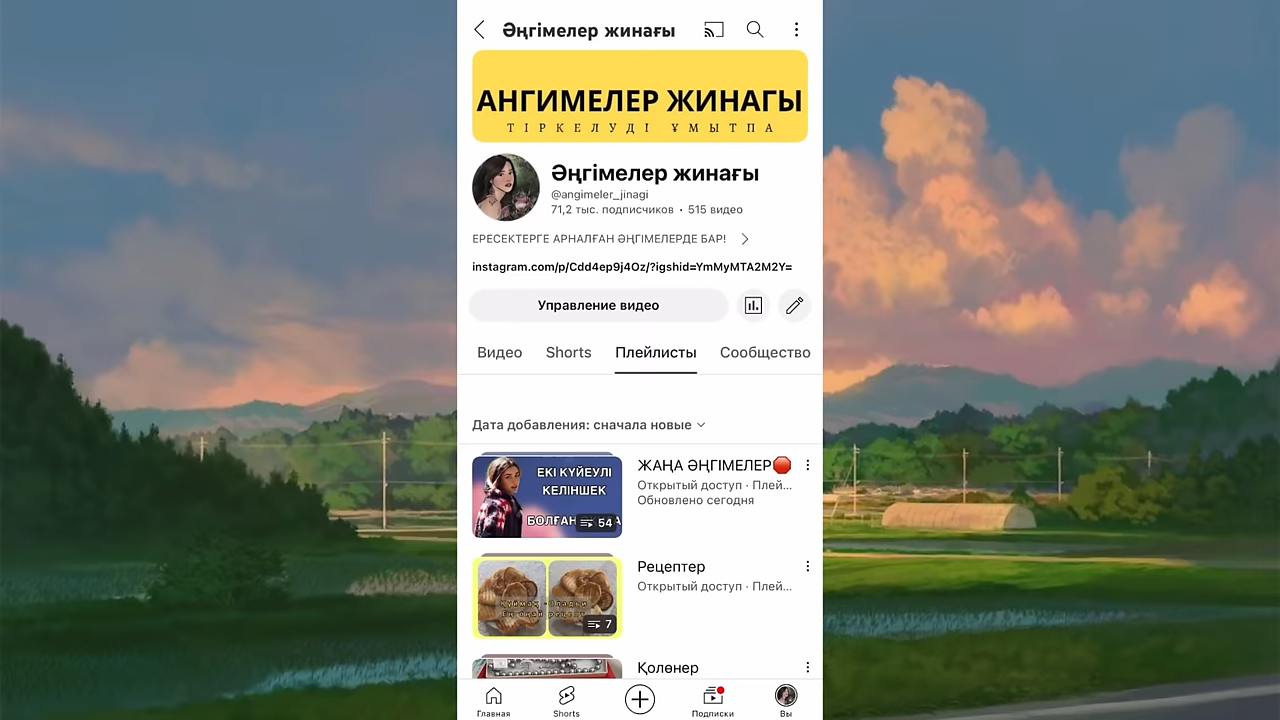 Әңгімелер жинағы
АНГИМЕЛЕР ЖИНАГЫ
ТІРКЕЛУДІ ҰМЫТПА
Әңгімелер жинағы
@angimeler_jinagi
71,2 тыс. подписчиков • 515 видео
ЕРЕСЕКТЕРГЕ АРНАЛҒАН ӘҢГІМЕЛЕРДЕ БАР!
instagram.com/p/Cdd4ep9j4Oz/?igshid=YmMyMTA2M2Y=
Управление видео
Видео Shorts Плейлисты Сообщество
Дата добавления: сначала новые
ЕКІ КҮЙЕУЛІ
КЕЛІНШЕК
54
ЖАҢА ӘҢГІМЕЛЕР
Открытый доступ · Плей...
Обновлено сегодня
7
Рецептер
Открытый доступ · Плей...
Қолөнер
Главная Shorts Подписки Вы